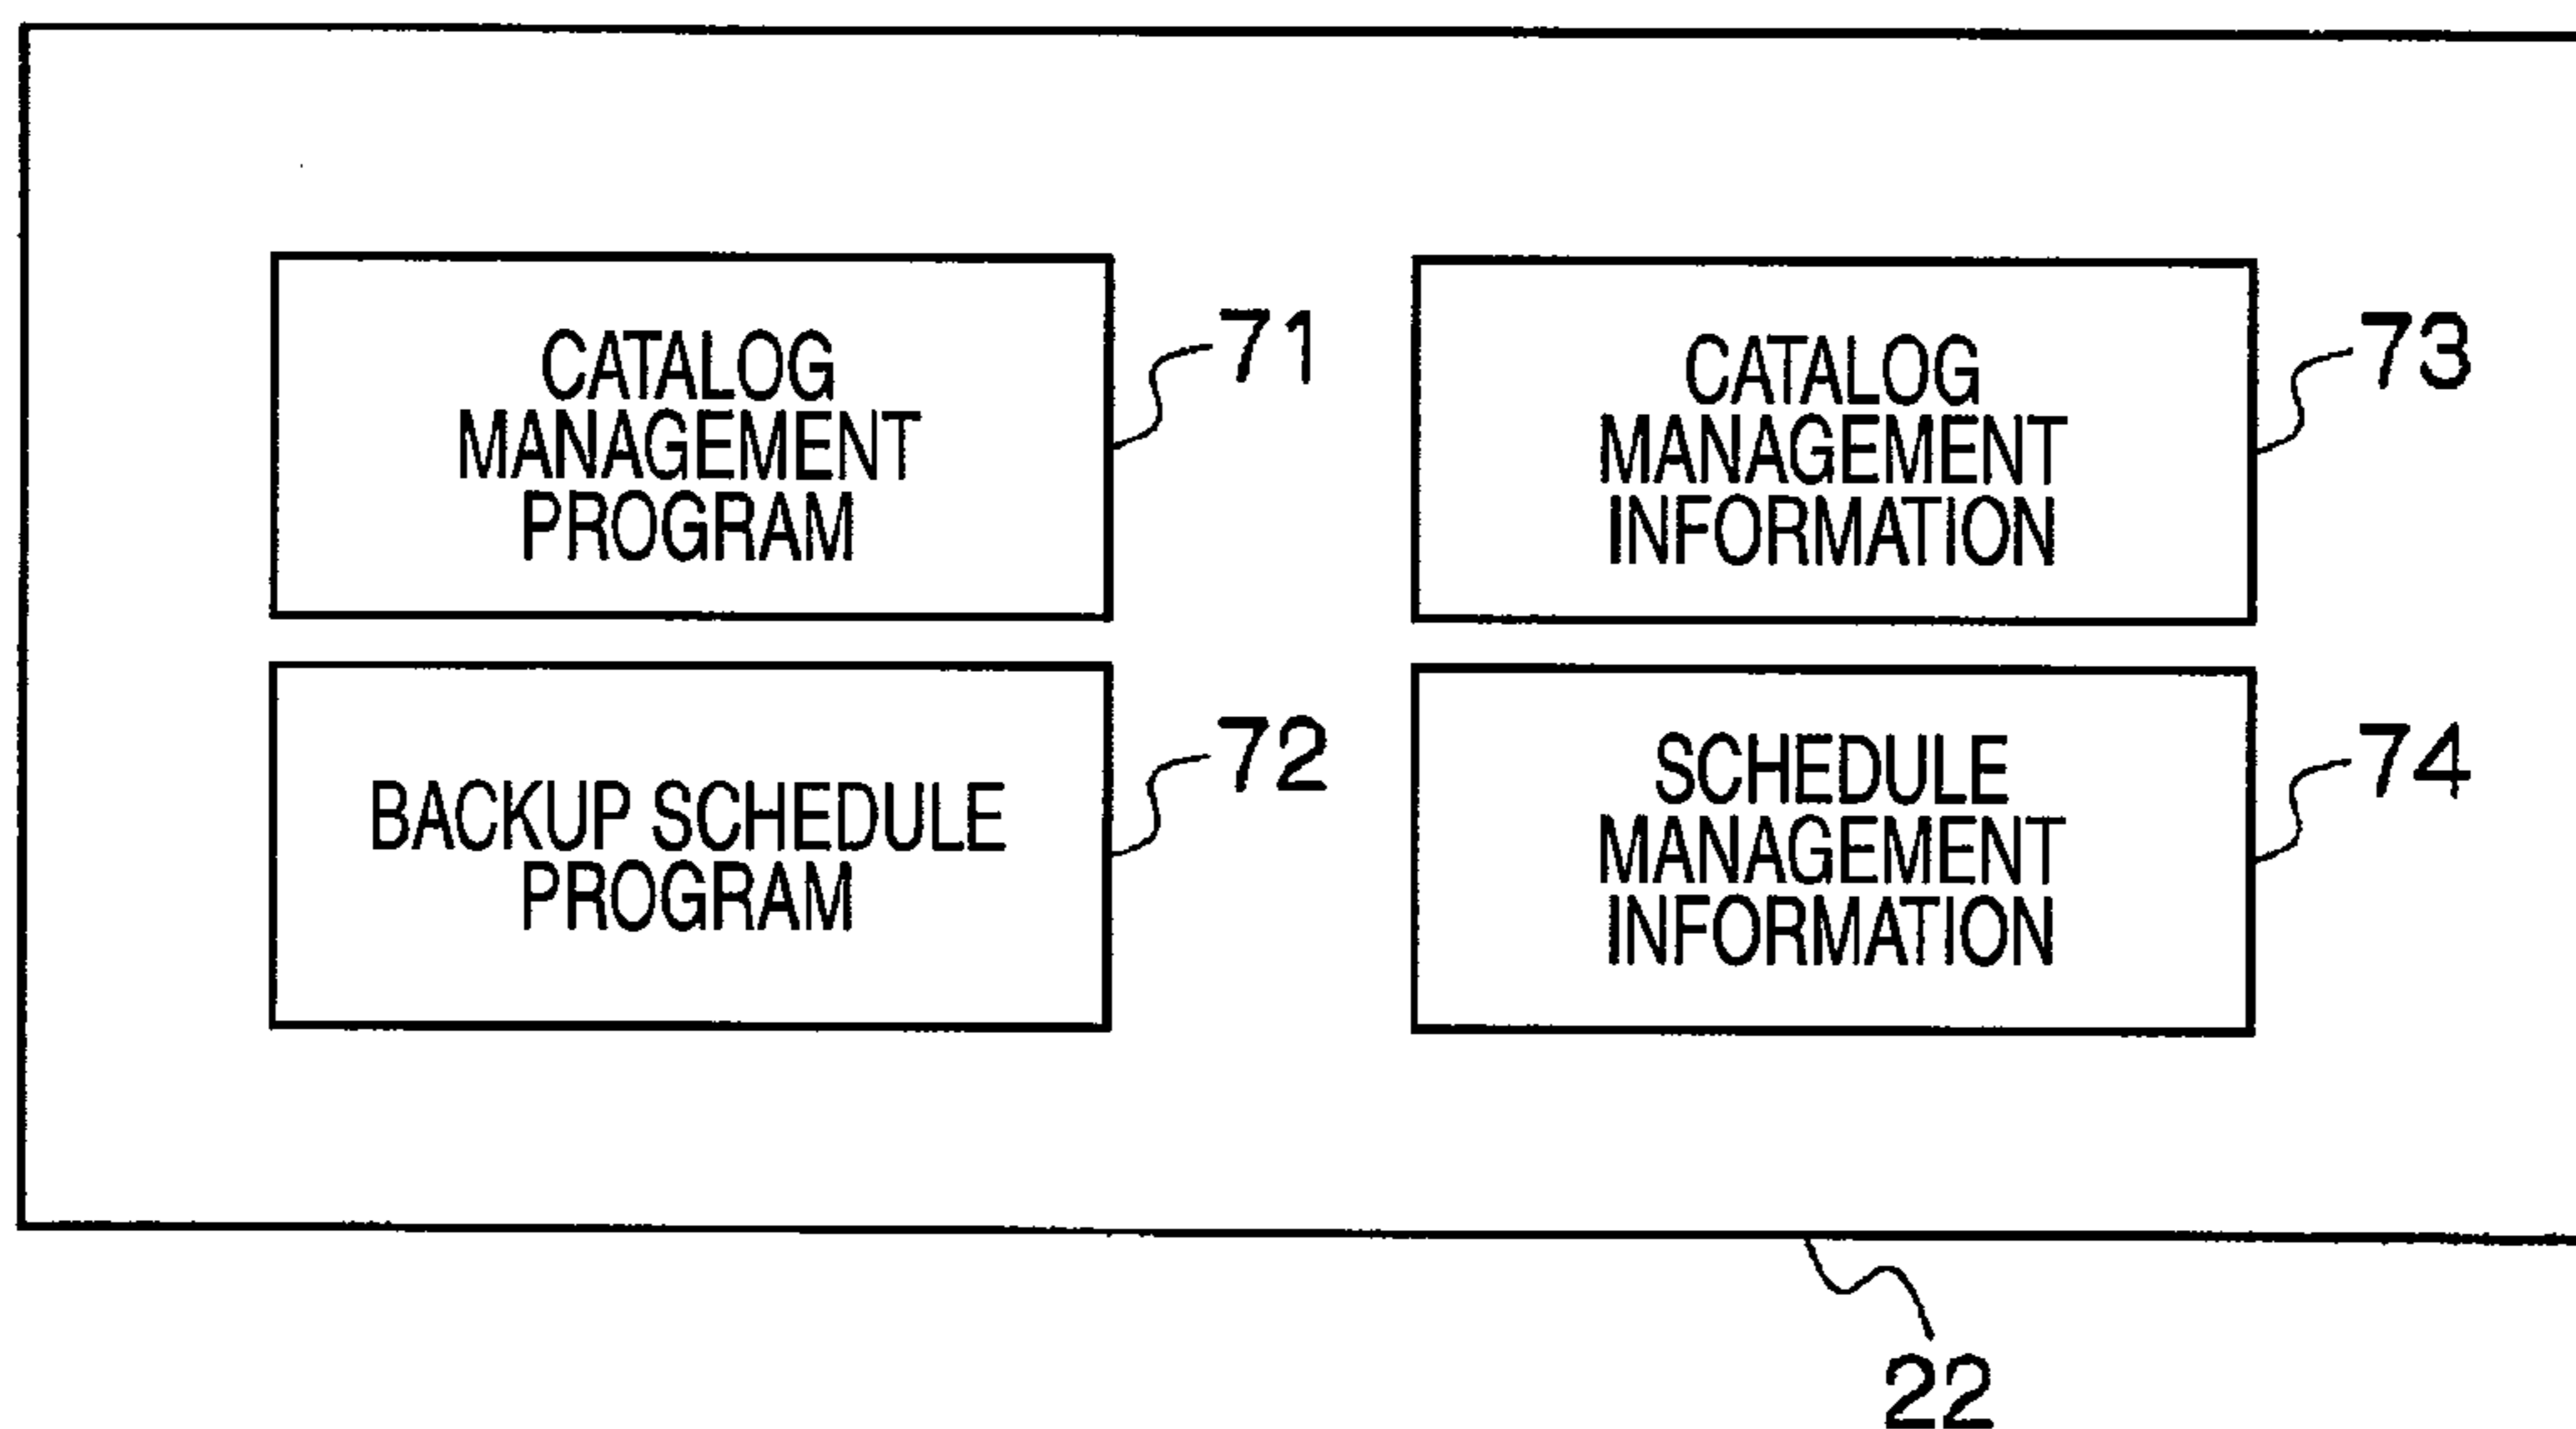 CATALOG
MANAGEMENT
PROGRAM
71
CATALOG
MANAGEMENT
INFORMATION
73
BACKUP SCHEDULE
PROGRAM
72
SCHEDULE
MANAGEMENT
INFORMATION
74
22